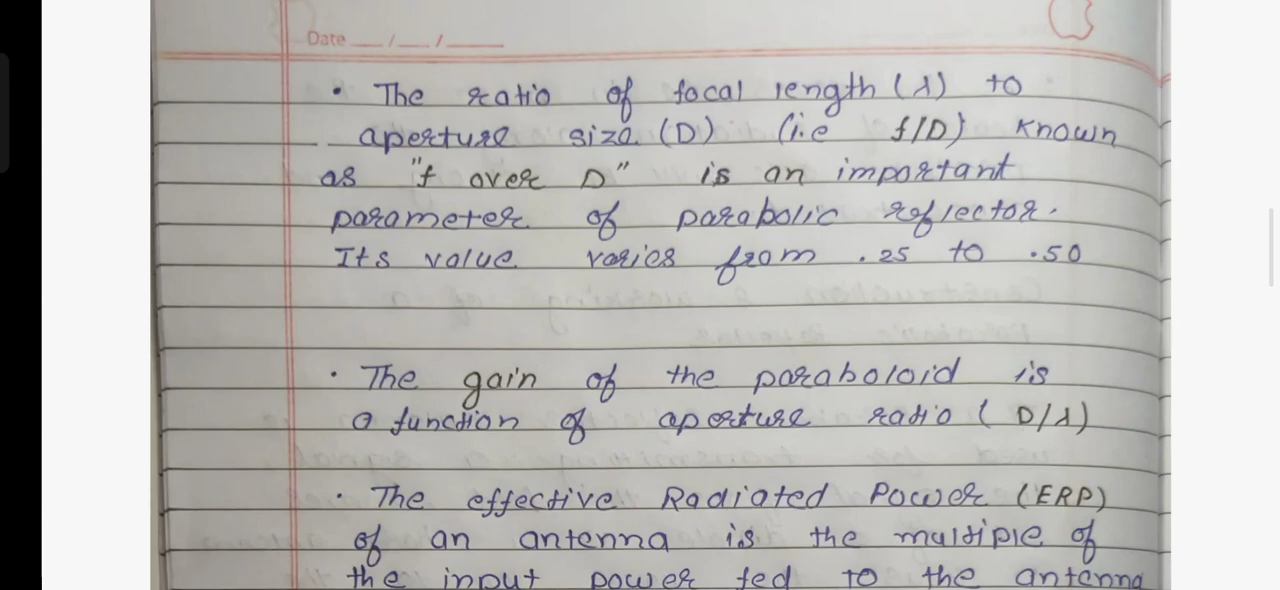 Date __/__/____
• The ratio of focal length (λ) to
aperture size (D) (i.e f/D) known
as "f over D" is an important
parameter of parabolic reflector.
Its value varies from .25 to .50
• The gain of the paraboloid is
a function of aperture ratio ( D/λ)
• The effective Radiated Power (ERP)
of an antenna is the multiple of
the input power fed to the antenna